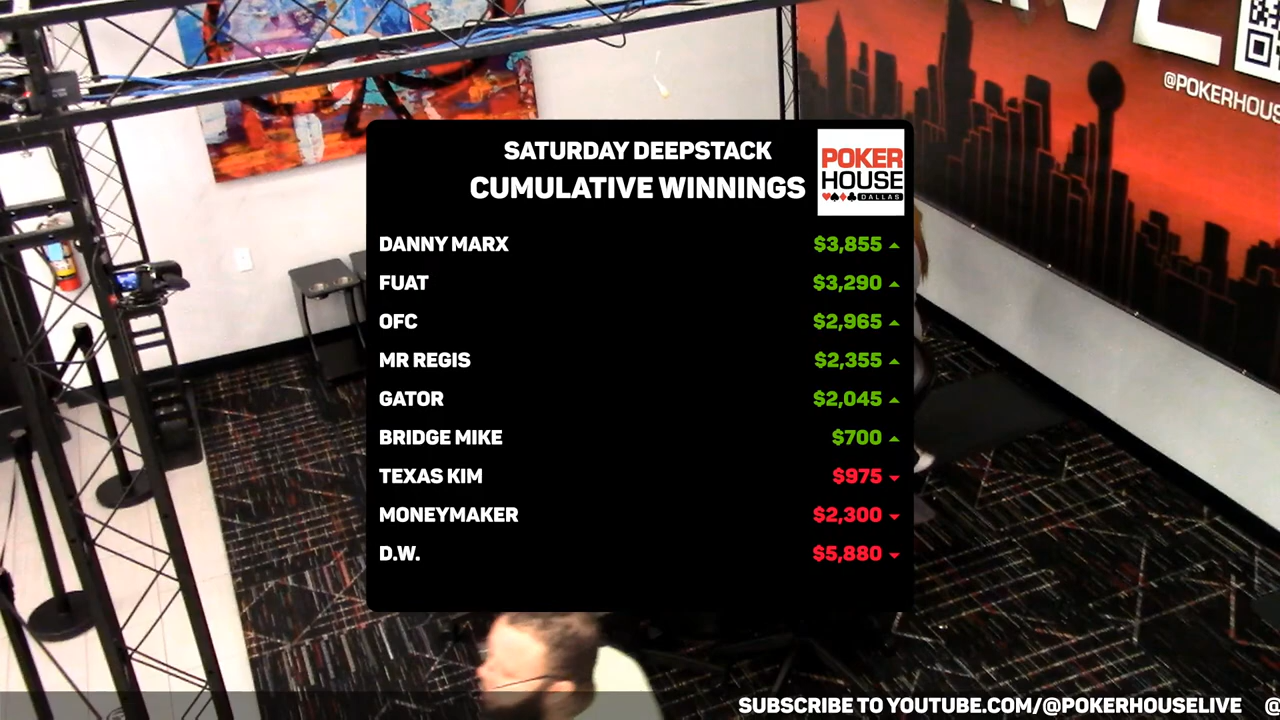 @POKERHOUS
SATURDAY DEEPSTACK
CUMULATIVE WINNINGS
POKER
HOUSE
DALLAS
DANNY MARX $3,855
FUAT $3,290
OFC $2,965
MR REGIS $2,355
GATOR $2,045
BRIDGE MIKE $700
TEXAS KIM $975
MONEYMAKER $2,300
D.W. $5,880
SUBSCRIBE TO YOUTUBE.COM/@POKERHOUSELIVE @